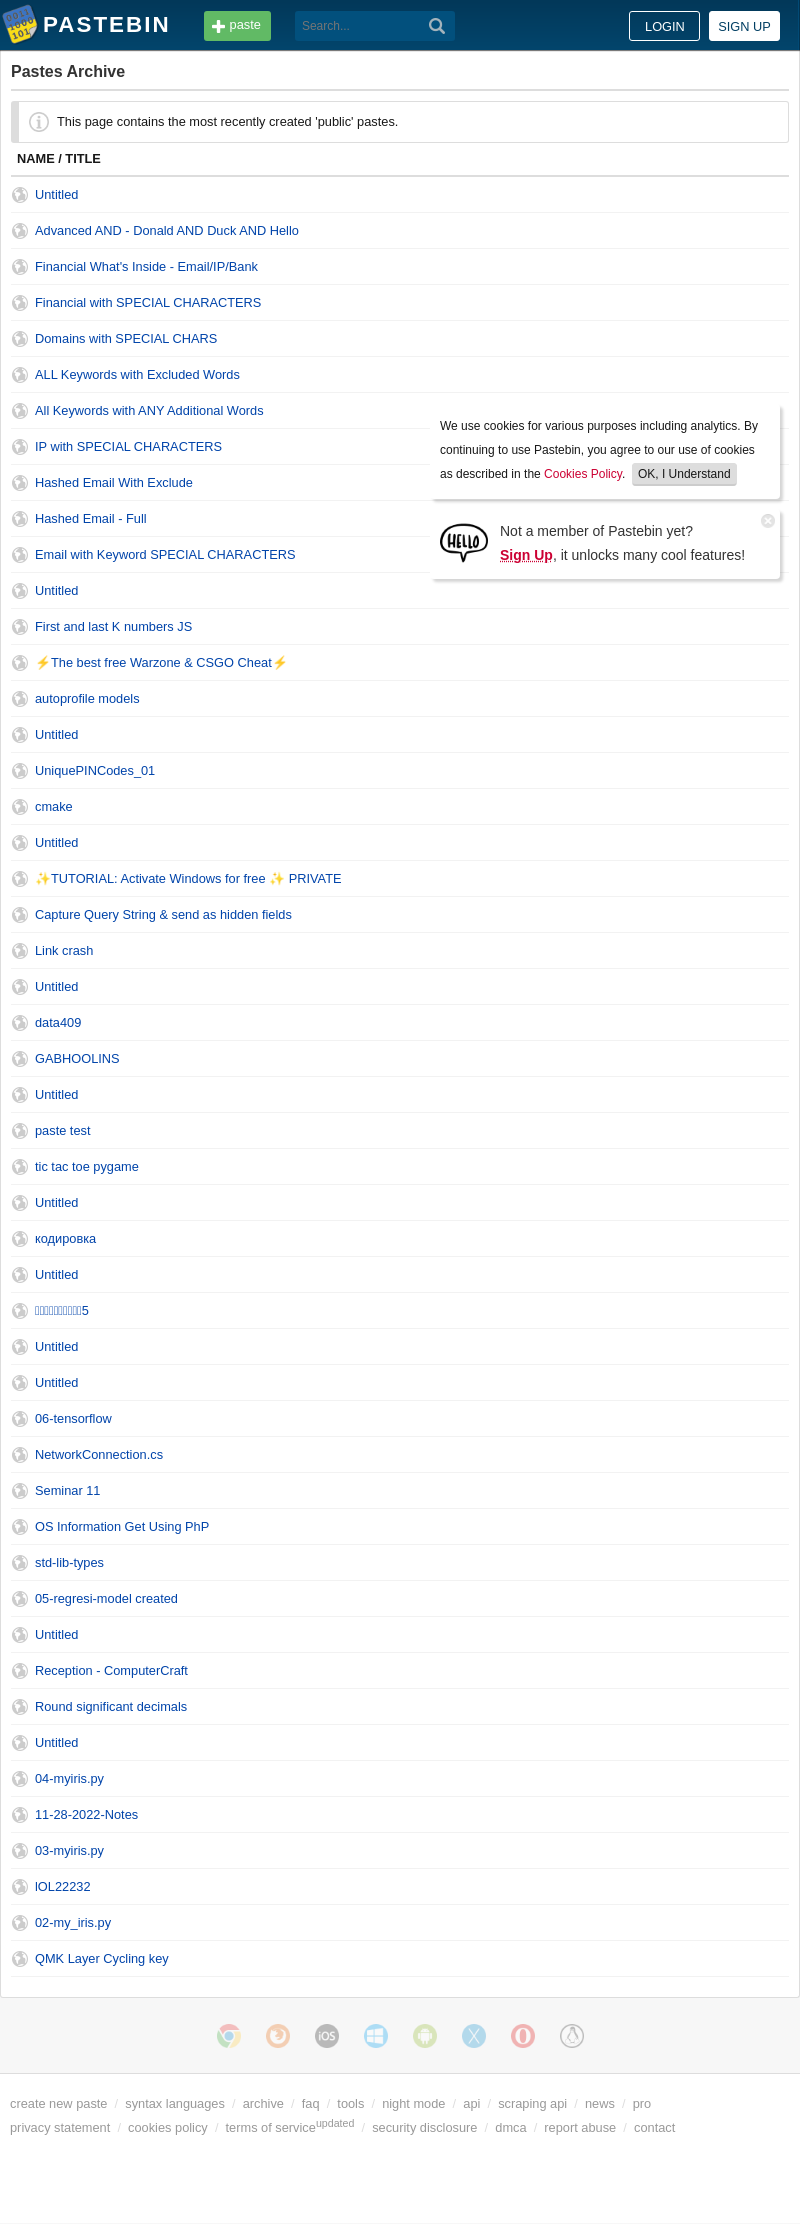 PASTEBIN
paste
Search...
LOGIN
SIGN UP
Pastes Archive
This page contains the most recently created 'public' pastes.
NAME / TITLE
Untitled
Advanced AND - Donald AND Duck AND Hello
Financial What's Inside - Email/IP/Bank
Financial with SPECIAL CHARACTERS
Domains with SPECIAL CHARS
ALL Keywords with Excluded Words
All Keywords with ANY Additional Words
IP with SPECIAL CHARACTERS
Hashed Email With Exclude
Hashed Email - Full
Email with Keyword SPECIAL CHARACTERS
We use cookies for various purposes including analytics. By
continuing to use Pastebin, you agree to our use of cookies
as described in the Cookies Policy. OK, I Understand
HELLO
Not a member of Pastebin yet?
Sign Up, it unlocks many cool features!
Untitled
First and last K numbers JS
⚡The best free Warzone & CSGO Cheat⚡
autoprofile models
Untitled
UniquePINCodes_01
cmake
Untitled
✨TUTORIAL: Activate Windows for free ✨ PRIVATE
Capture Query String & send as hidden fields
Link crash
Untitled
data409
GABHOOLINS
Untitled
paste test
tic tac toe pygame
Untitled
кодировка
Untitled
5
Untitled
Untitled
06-tensorflow
NetworkConnection.cs
Seminar 11
OS Information Get Using PhP
std-lib-types
05-regresi-model created
Untitled
Reception - ComputerCraft
Round significant decimals
Untitled
04-myiris.py
11-28-2022-Notes
03-myiris.py
lOL22232
02-my_iris.py
QMK Layer Cycling key
iOS
create new paste / syntax languages / archive / faq / tools / night mode / api / scraping api / news / pro
privacy statement / cookies policy / terms of service updated / security disclosure / dmca / report abuse / contact